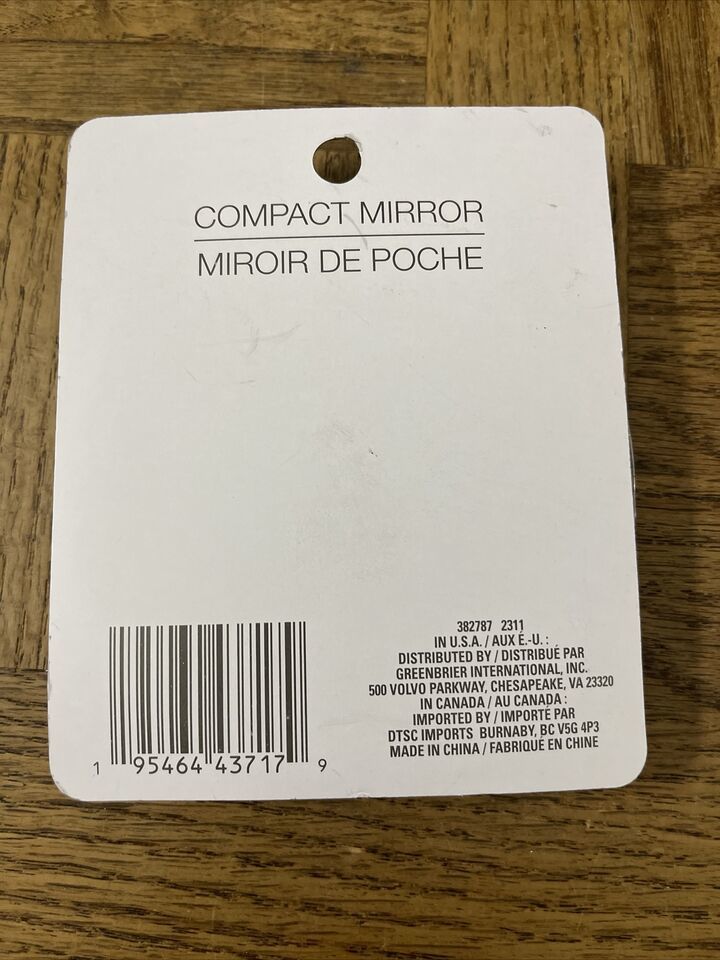 COMPACT MIRROR
MIROIR DE POCHE
382787 2311
IN U.S.A. / AUX É.-U. :
DISTRIBUTED BY / DISTRIBUÉ PAR
GREENBRIER INTERNATIONAL, INC.
500 VOLVO PARKWAY, CHESAPEAKE, VA 23320
IN CANADA / AU CANADA :
IMPORTED BY / IMPORTÉ PAR
DTSC IMPORTS BURNABY, BC V5G 4P3
MADE IN CHINA / FABRIQUÉ EN CHINE
1 95464 43717 9